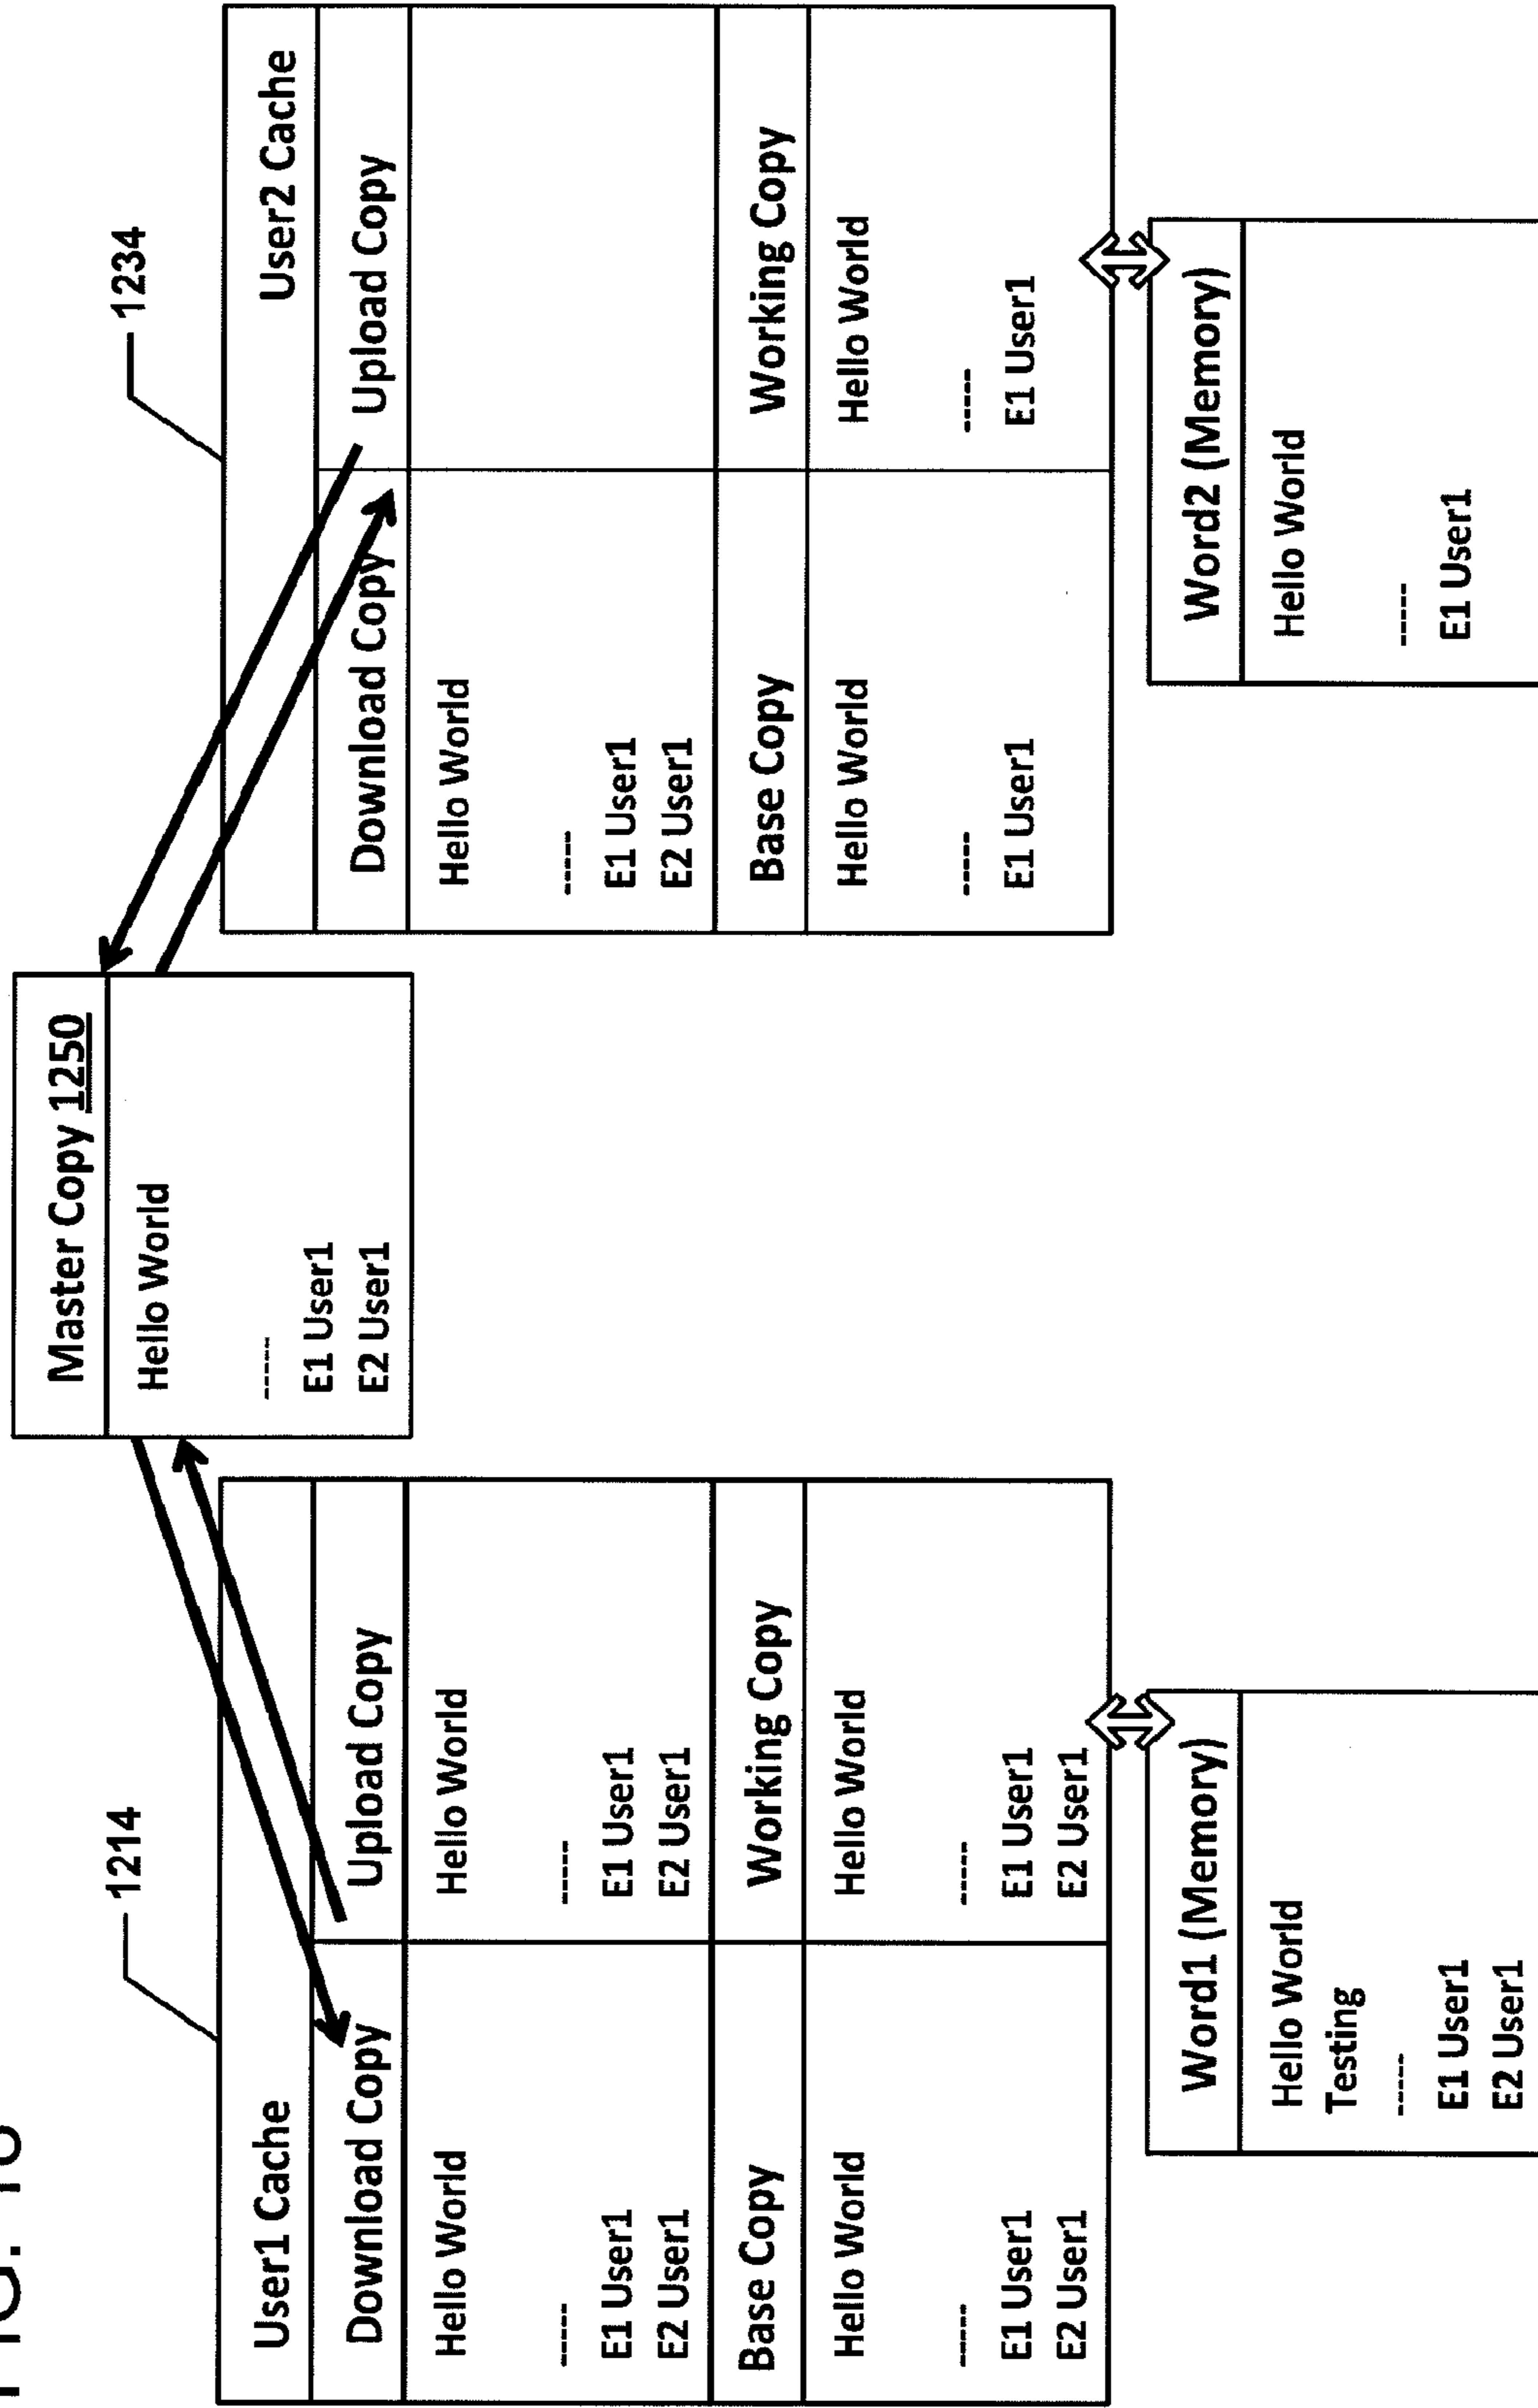 Master Copy 1250
Hello World
-----
E1 User1
E2 User1
1214
User1 Cache
Download Copy
Upload Copy
Hello World
-----
E1 User1
E2 User1
Hello World
-----
E1 User1
E2 User1
Base Copy
Working Copy
Hello World
-----
E1 User1
E2 User1
Hello World
-----
E1 User1
E2 User1
Word1 (Memory)
Hello World
Testing
-----
E1 User1
E2 User1
1234
User2 Cache
Download Copy
Upload Copy
Hello World
-----
E1 User1
E2 User1
Base Copy
Working Copy
Hello World
-----
E1 User1
Hello World
-----
E1 User1
Word2 (Memory)
Hello World
-----
E1 User1